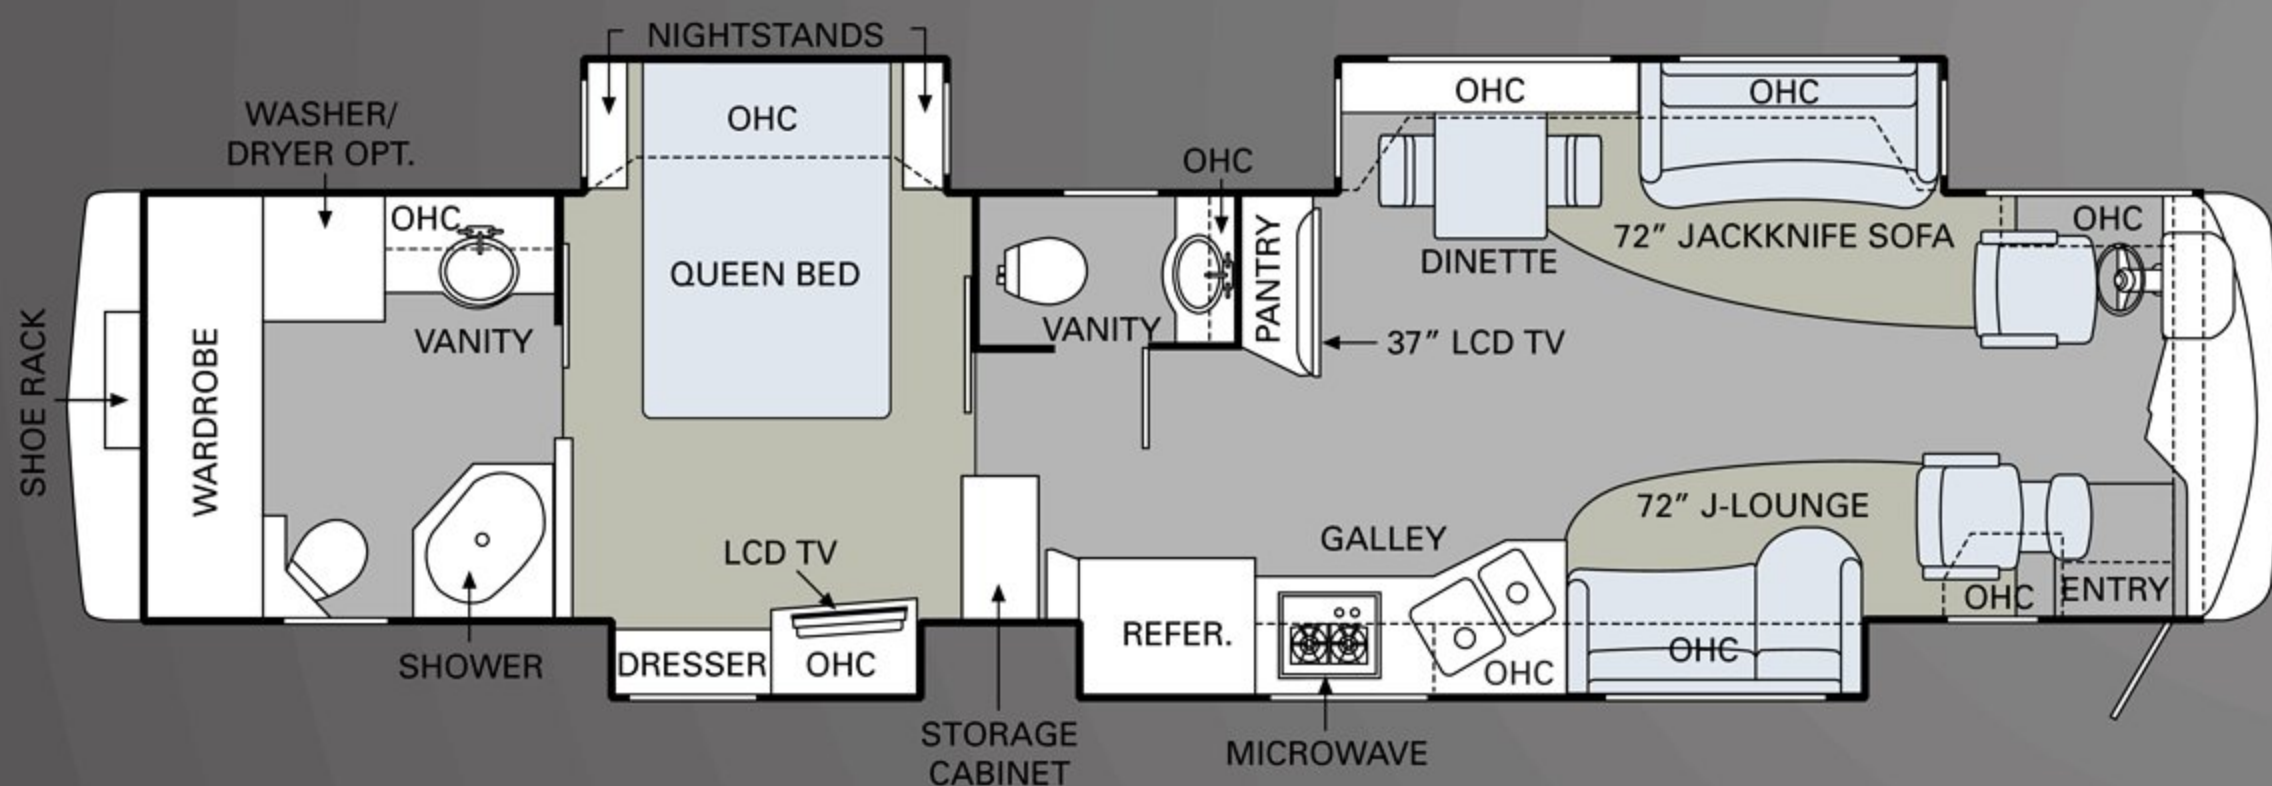 NIGHTSTANDS
WASHER/
DRYER OPT.
OHC
OHC
OHC
OHC
OHC
OHC
OHC
72″ JACKKNIFE SOFA
DINETTE
QUEEN BED
PANTRY
VANITY
VANITY
37″ LCD TV
SHOE RACK
WARDROBE
72″ J-LOUNGE
GALLEY
LCD TV
ENTRY
OHC
REFER.
OHC
SHOWER
DRESSER
OHC
OHC
STORAGE
CABINET
MICROWAVE